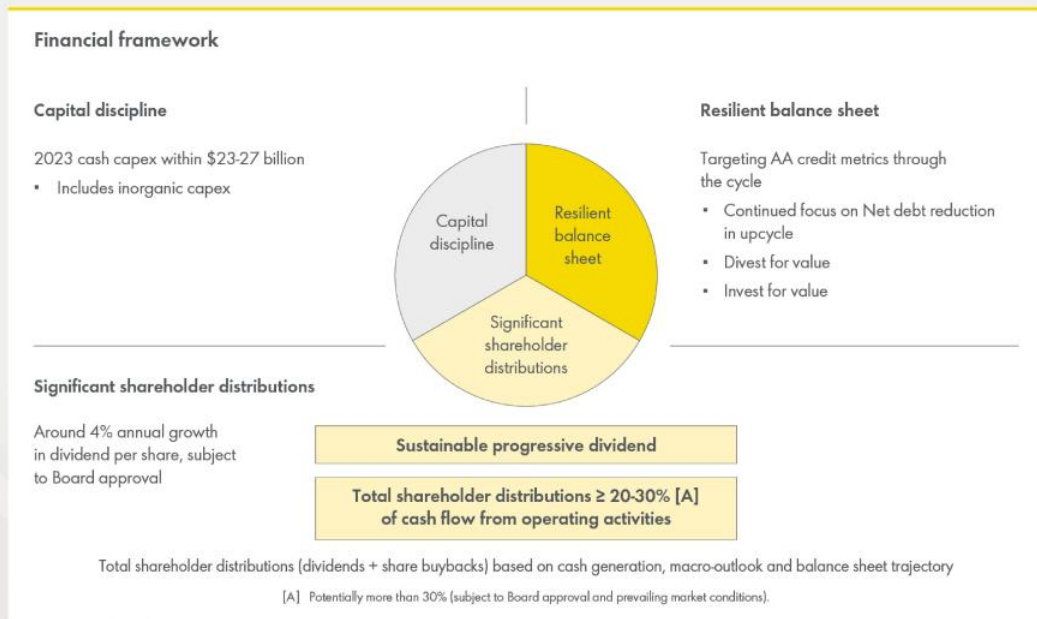 Financial framework
Capital discipline
2023 cash capex within $23-27 billion
▪ Includes inorganic capex
Resilient balance sheet
Targeting AA credit metrics through
the cycle
▪ Continued focus on Net debt reduction
in upcycle
▪ Divest for value
▪ Invest for value
Capital
discipline
Resilient
balance
sheet
Significant
shareholder
distributions
Significant shareholder distributions
Around 4% annual growth
in dividend per share, subject
to Board approval
Sustainable progressive dividend
Total shareholder distributions ≥ 20-30% [A]
of cash flow from operating activities
Total shareholder distributions (dividends + share buybacks) based on cash generation, macro-outlook and balance sheet trajectory
[A] Potentially more than 30% (subject to Board approval and prevailing market conditions).